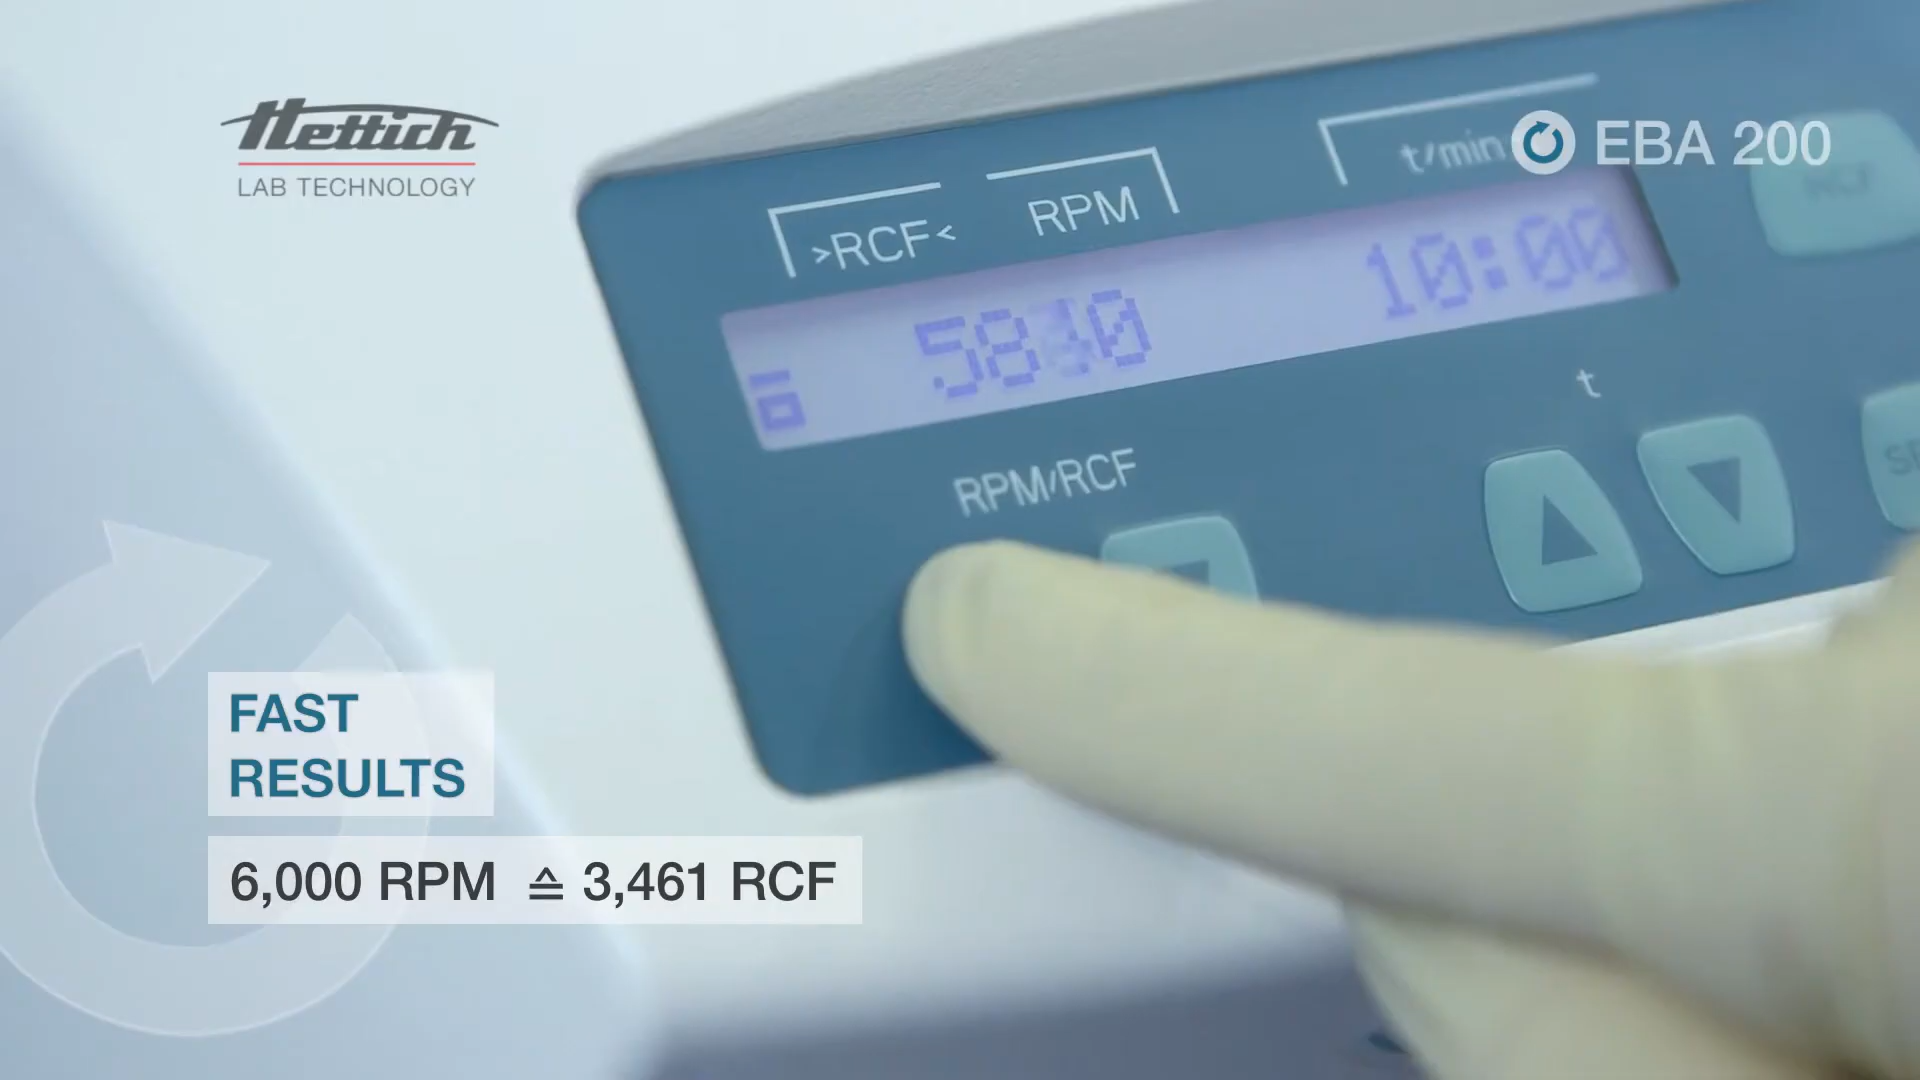 Hettich
LAB TECHNOLOGY
EBA 200
>RCF<
RPM
t/min
RCF
10:00
t
RPM/RCF
FAST
RESULTS
6,000 RPM ≙ 3,461 RCF